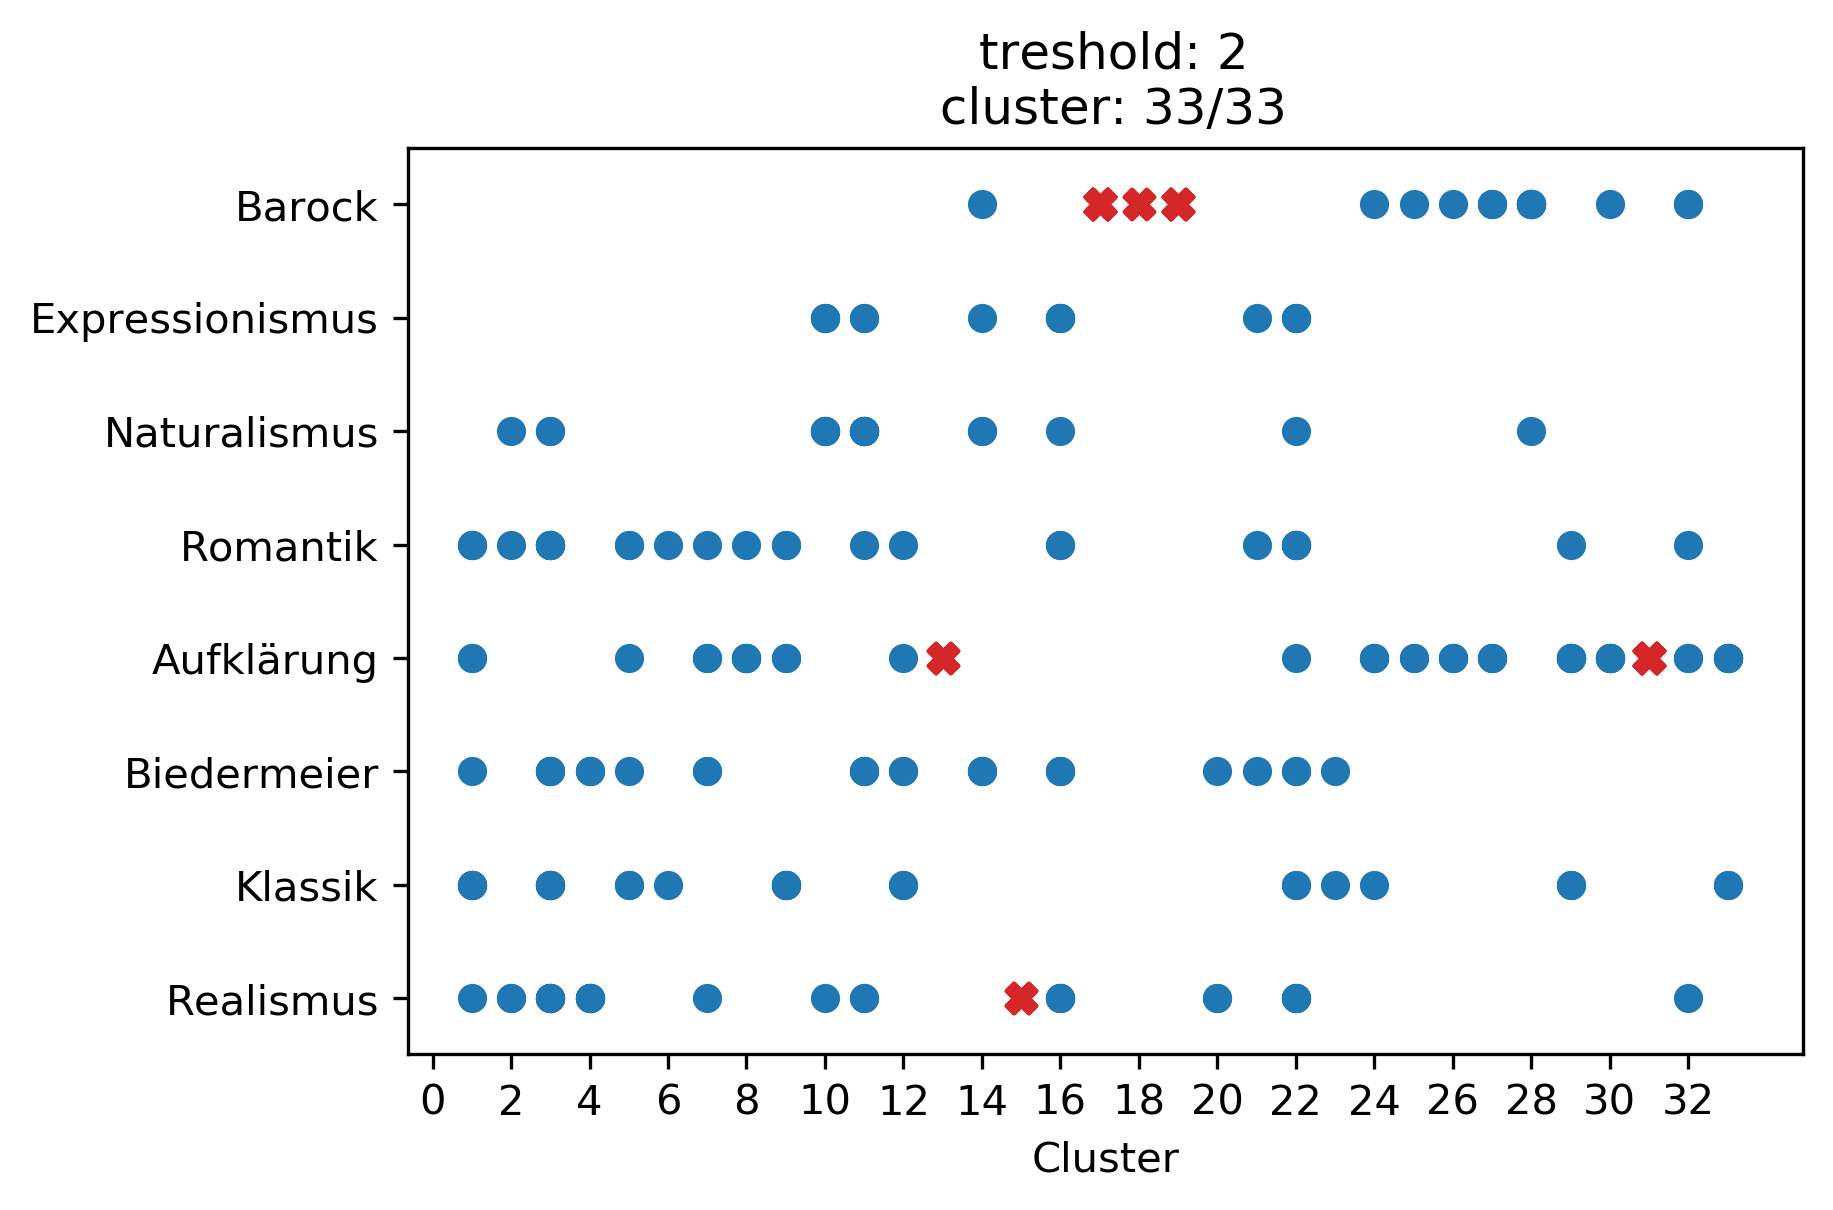 treshold: 2
cluster: 33/33
Barock
Expressionismus
Naturalismus
Romantik
Aufklärung
Biedermeier
Klassik
Realismus
0 2 4 6 8 10 12 14 16 18 20 22 24 26 28 30 32
Cluster